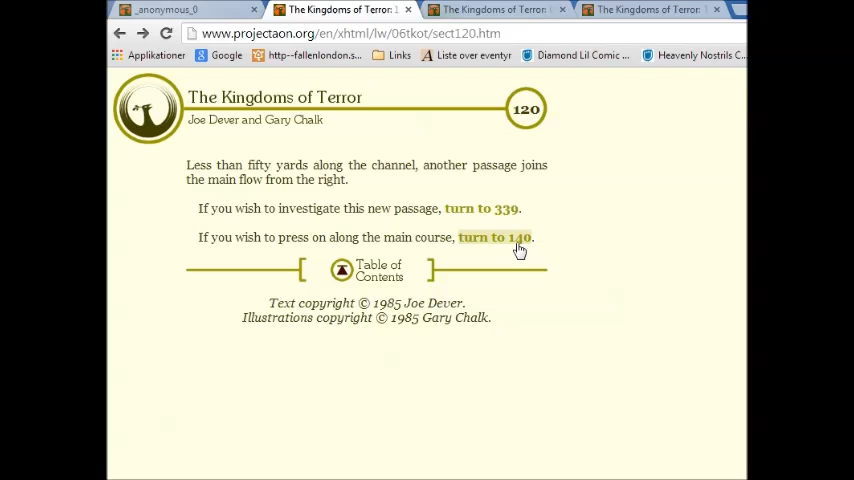 _anonymous_0
The Kingdoms of Terror: 1
The Kingdoms of Terror:
The Kingdoms of Terror:
www.projectaon.org/en/xhtml/lw/06tkot/sect120.htm
Applikationer
Google
http--fallenlondon.s...
Links
Liste over eventyr
Diamond Lil Comic ...
Heavenly Nostrils C
The Kingdoms of Terror
120
Joe Dever and Gary Chalk
Less than fifty yards along the channel, another passage joins
the main flow from the right.
If you wish to investigate this new passage, turn to 339.
If you wish to press on along the main course, turn to 140.
Table of
Contents
Text copyright © 1985 Joe Dever.
Illustrations copyright © 1985 Gary Chalk.